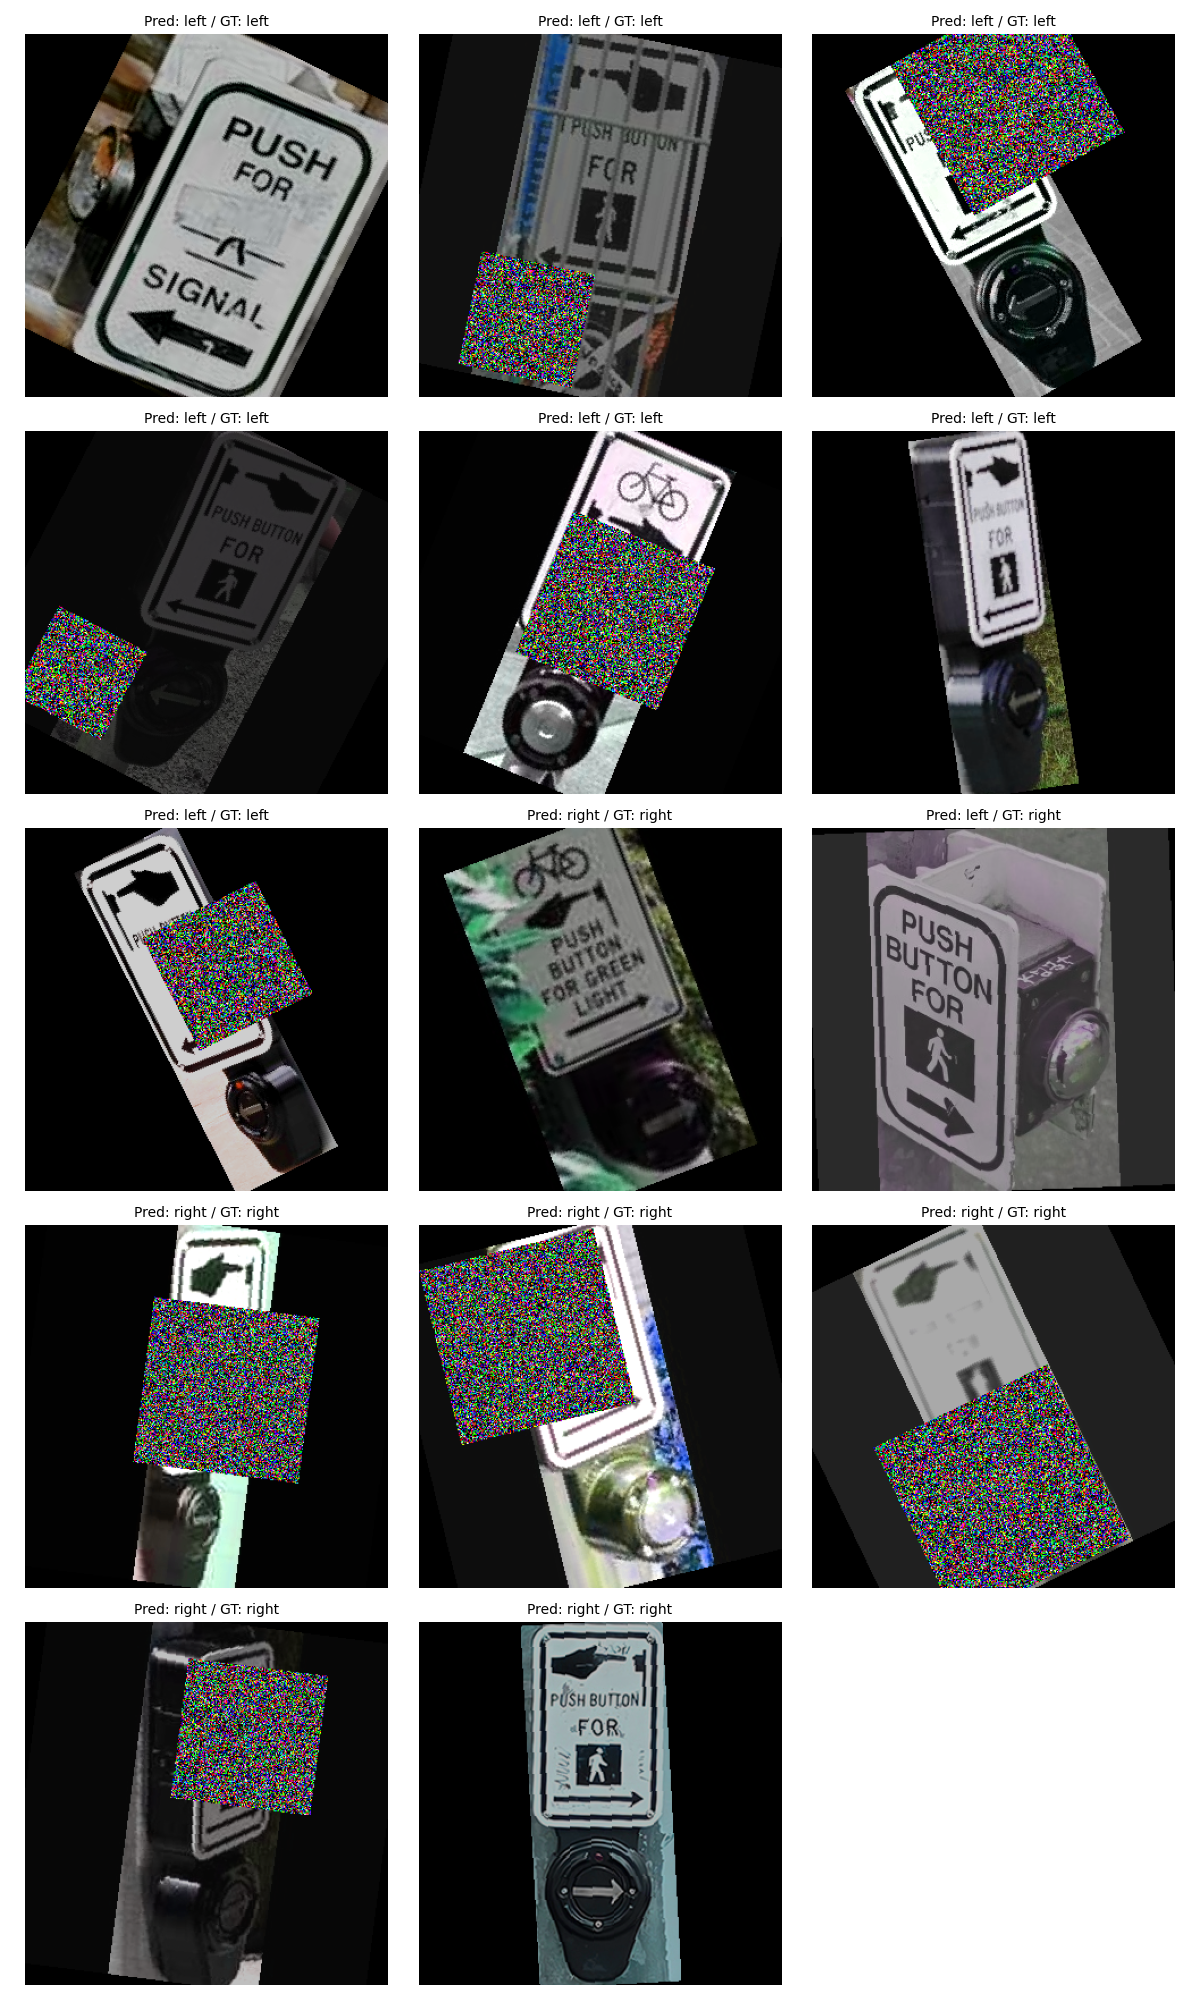 Pred: left / GT: left
PUSH
FOR
SIGNAL
Pred: left / GT: left
PUSH BUTTON
FOR
Pred: left / GT: left
Pred: left / GT: left
PUSH BUTTON
FOR
Pred: left / GT: left
Pred: left / GT: left
PUSH BUTTON
FOR
Pred: left / GT: left
PUSH
Pred: right / GT: right
PUSH
BUTTON
FOR GREEN
LIGHT
Pred: left / GT: right
PUSH
BUTTON
FOR
Pred: right / GT: right
Pred: right / GT: right
Pred: right / GT: right
Pred: right / GT: right
Pred: right / GT: right
PUSH BUTTON
FOR